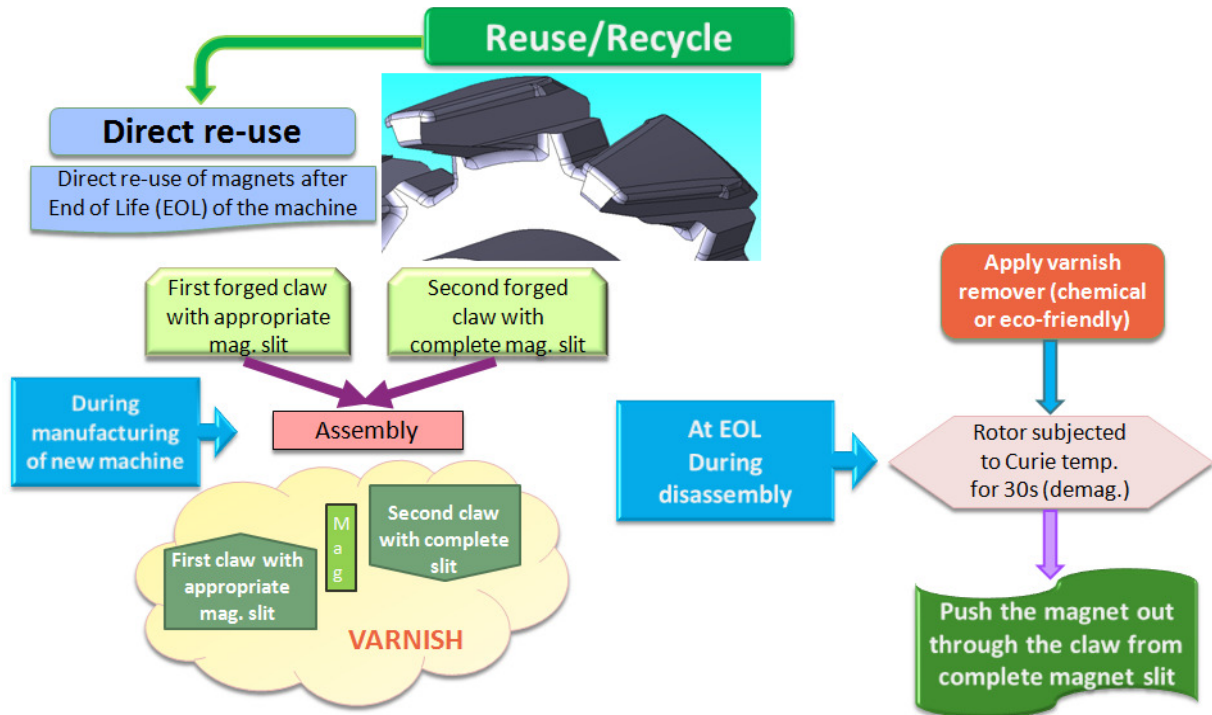 Reuse/Recycle
Direct re-use
Direct re-use of magnets after
End of Life (EOL) of the machine
First forged claw
with appropriate
mag. slit
Second forged
claw with
complete mag. slit
During
manufacturing
of new machine
Assembly
First claw with
appropriate
mag. slit
Mag
Second claw
with complete
slit
VARNISH
At EOL
During
disassembly
Apply varnish
remover (chemical
or eco-friendly)
Rotor subjected
to Curie temp.
for 30s (demag.)
Push the magnet out
through the claw from
complete magnet slit